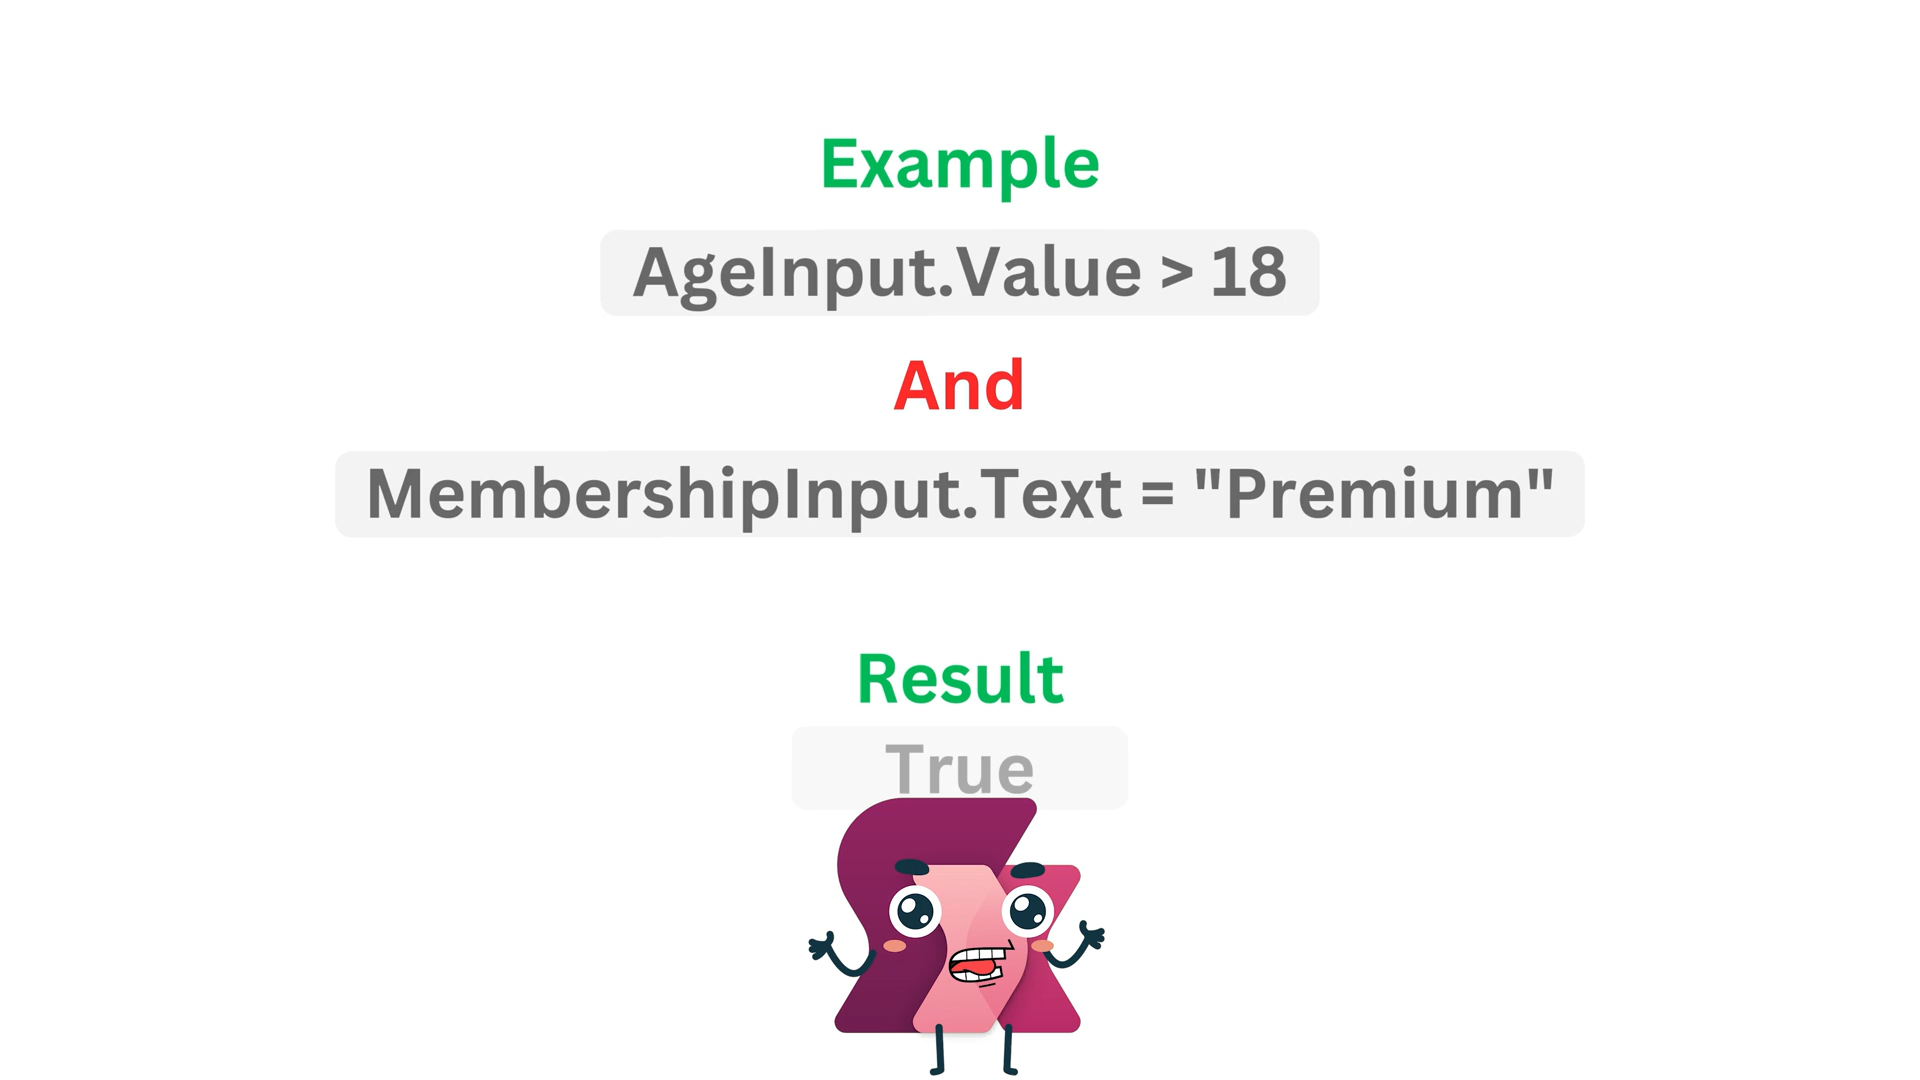 Example
AgeInput.Value > 18
And
MembershipInput.Text = "Premium"
Result
True